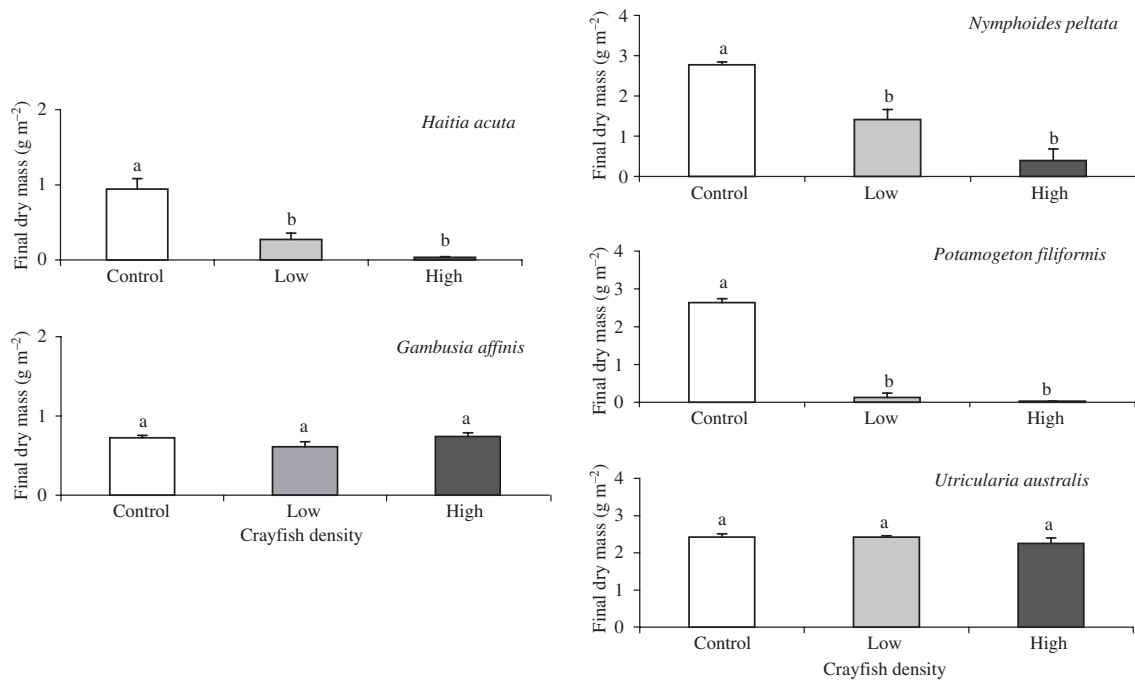 Final dry mass (g m⁻²)
2
1
0
Haitia acuta
a
b
b
Control Low High
Final dry mass (g m⁻²)
2
1
0
Gambusia affinis
a
a
a
Control Low High
Crayfish density
Final dry mass (g m⁻²)
4
3
2
1
0
Nymphoides peltata
a
b
b
Control Low High
Final dry mass (g m⁻²)
4
3
2
1
0
Potamogeton filiformis
a
b
b
Control Low High
Final dry mass (g m⁻²)
4
3
2
1
0
Utricularia australis
a
a
a
Control Low High
Crayfish density